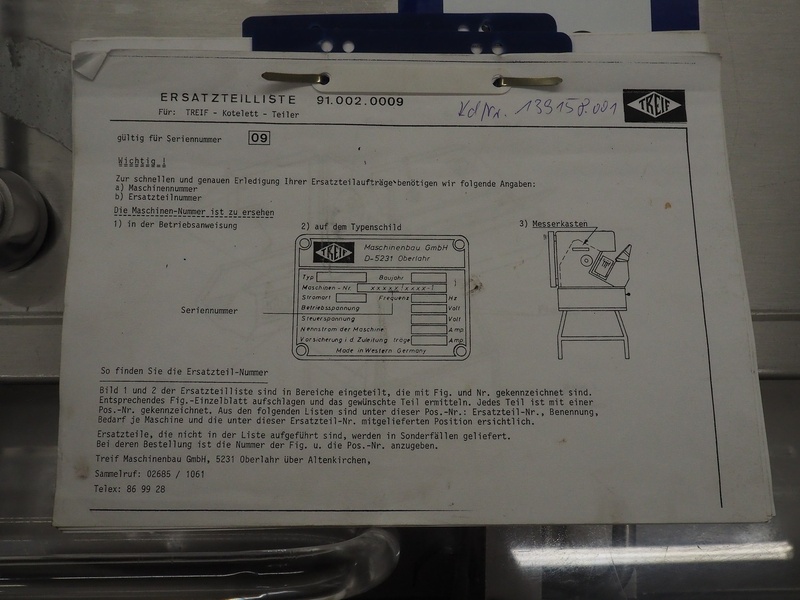 ERSATZTEILLISTE 91.002.0009
Für: TREIF - Kotelett - Teiler
Kd Nr. 139158.001
TREIF
gültig für Seriennummer 09
Wichtig !
Zur schnellen und genauen Erledigung Ihrer Ersatzteilaufträge benötigen wir folgende Angaben:
a) Maschinennummer
b) Ersatzteilnummer
Die Maschinen-Nummer ist zu ersehen
1) in der Betriebsanweisung
2) auf dem Typenschild
3) Messerkasten
TREIF
Maschinenbau GmbH
D-5231 Oberlahr
Typ Baujahr
Maschinen-Nr. xxxxx/xxxx-1
Stromart Frequenz Hz
Betriebsspannung Volt
Steuerspannung Volt
Nennstrom der Maschine Amp
Vorsicherung i.d. Zuleitung träge Amp
Made in Western Germany
Seriennummer
So finden Sie die Ersatzteil-Nummer
Bild 1 und 2 der Ersatzteilliste sind in Bereiche eingeteilt, die mit Fig. und Nr. gekennzeichnet sind.
Entsprechendes Fig.-Einzelblatt aufschlagen und das gewünschte Teil ermitteln. Jedes Teil ist mit einer
Pos.-Nr. gekennzeichnet. Aus den folgenden Listen sind unter dieser Pos.-Nr.: Ersatzteil-Nr., Benennung,
Bedarf je Maschine und die unter dieser Ersatzteil-Nr. mitgelieferten Position ersichtlich.
Ersatzteile, die nicht in der Liste aufgeführt sind, werden in Sonderfällen geliefert.
Bei deren Bestellung ist die Nummer der Fig. u. die Pos.-Nr. anzugeben.
Treif Maschinenbau GmbH, 5231 Oberlahr über Altenkirchen,
Sammelruf: 02685 / 1061
Telex: 86 99 28